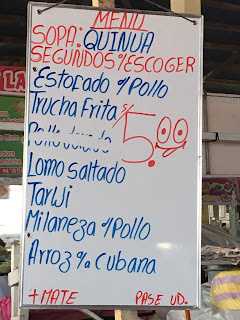 MENU
SOPA: QUINUA
SEGUNDOS %ESCOGER
Estofado %Pollo
Trucha Frita S/ 5.00
Pollo dorado
Lomo saltado
Tarwi
Milaneza %Pollo
Arroz %a Cubana
+ MATE PASE UD.
LA